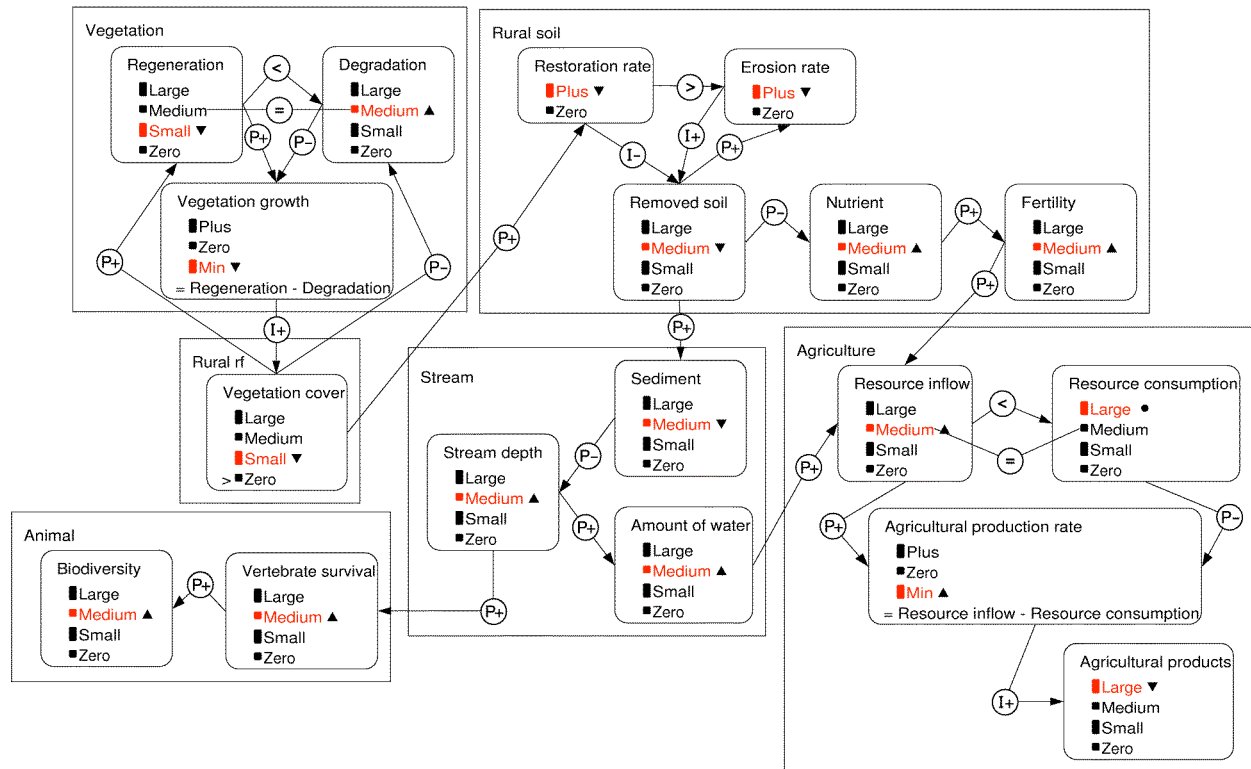 Vegetation
Regeneration
Large
Medium
Small
Zero
<
=
Degradation
Large
Medium
Small
Zero
P+
P-
Vegetation growth
Plus
Zero
Min
= Regeneration - Degradation
P+
P-
I+
Rural rf
Vegetation cover
Large
Medium
Small
> Zero
P+
Rural soil
Restoration rate
Plus
Zero
>
Erosion rate
Plus
Zero
I-
I+
P+
Removed soil
Large
Medium
Small
Zero
P-
Nutrient
Large
Medium
Small
Zero
P+
Fertility
Large
Medium
Small
Zero
P+
P+
Stream
Sediment
Large
Medium
Small
Zero
P-
Stream depth
Large
Medium
Small
Zero
P+
Amount of water
Large
Medium
Small
Zero
P+
P+
Animal
Biodiversity
Large
Medium
Small
Zero
P+
Vertebrate survival
Large
Medium
Small
Zero
Agriculture
Resource inflow
Large
Medium
Small
Zero
<
=
Resource consumption
Large
Medium
Small
Zero
P+
P-
Agricultural production rate
Plus
Zero
Min
= Resource inflow - Resource consumption
I+
Agricultural products
Large
Medium
Small
Zero